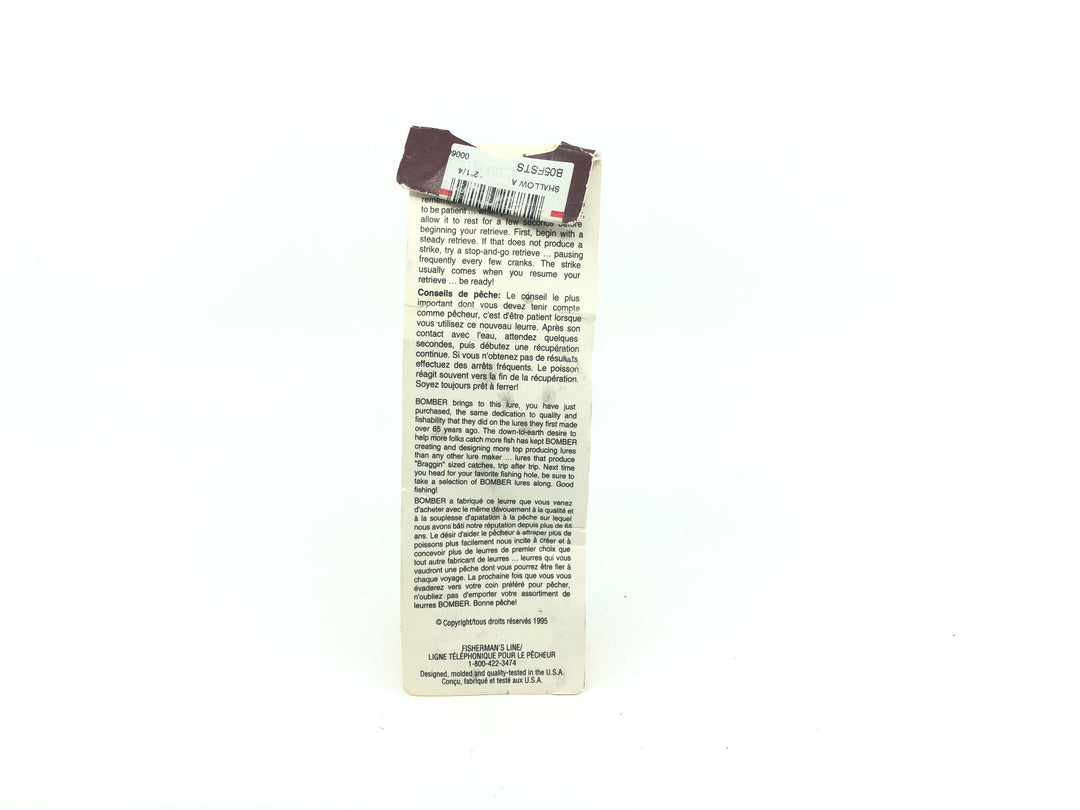 B05FSTS
SHALLOW A 2"1/4
to be patient ...
allow it to rest for a few seconds before
beginning your retrieve. First, begin with a
steady retrieve. If that does not produce a
strike, try a stop-and-go retrieve ... pausing
frequently every few cranks. The strike
usually comes when you resume your
retrieve ... be ready!
Conseils de pêche: Le conseil le plus
important dont vous devez tenir compte
comme pêcheur, c'est d'être patient lorsque
vous utilisez ce nouveau leurre. Après son
contact avec l'eau, attendez quelques
secondes, puis débutez une récupération
continue. Si vous n'obtenez pas de résultats
effectuez des arrêts fréquents. Le poisson
réagit souvent vers la fin de la récupération.
Soyez toujours prêt à ferrer!
BOMBER brings to this lure, you have just
purchased, the same dedication to quality and
fishability that they did on the lures they first made
over 65 years ago. The down-to-earth desire to
help more folks catch more fish has kept BOMBER
creating and designing more top producing lures
than any other lure maker ... lures that produce
"Braggin" sized catches, trip after trip. Next time
you head for your favorite fishing hole, be sure to
take a selection of BOMBER lures along. Good
fishing!
BOMBER a fabriqué ce leurre que vous venez
d'acheter avec le même dévouement à la qualité et
à la souplesse d'apatation à la pêche sur lequel
nous avons bâti notre réputation depuis plus de 65
ans. Le désir d'aider le pêcheur à attraper plus de
poissons plus facilement nous incite à créer et à
concevoir plus de leurres de premier choix que
tout autre fabricant de leurres ... leurres qui vous
vaudront une pêche dont vous pourrez être fier à
chaque voyage. La prochaine fois que vous vous
évaderez vers votre coin préféré pour pêcher,
n'oubliez pas d'emporter votre assortiment de
leurres BOMBER. Bonne pêche!
© Copyright/tous droits réservés 1995
FISHERMAN'S LINE/
LIGNE TÉLÉPHONIQUE POUR LE PÊCHEUR
1-800-422-3474
Designed, molded and quality-tested in the U.S.A.
Conçu, fabriqué et testé aux U.S.A.